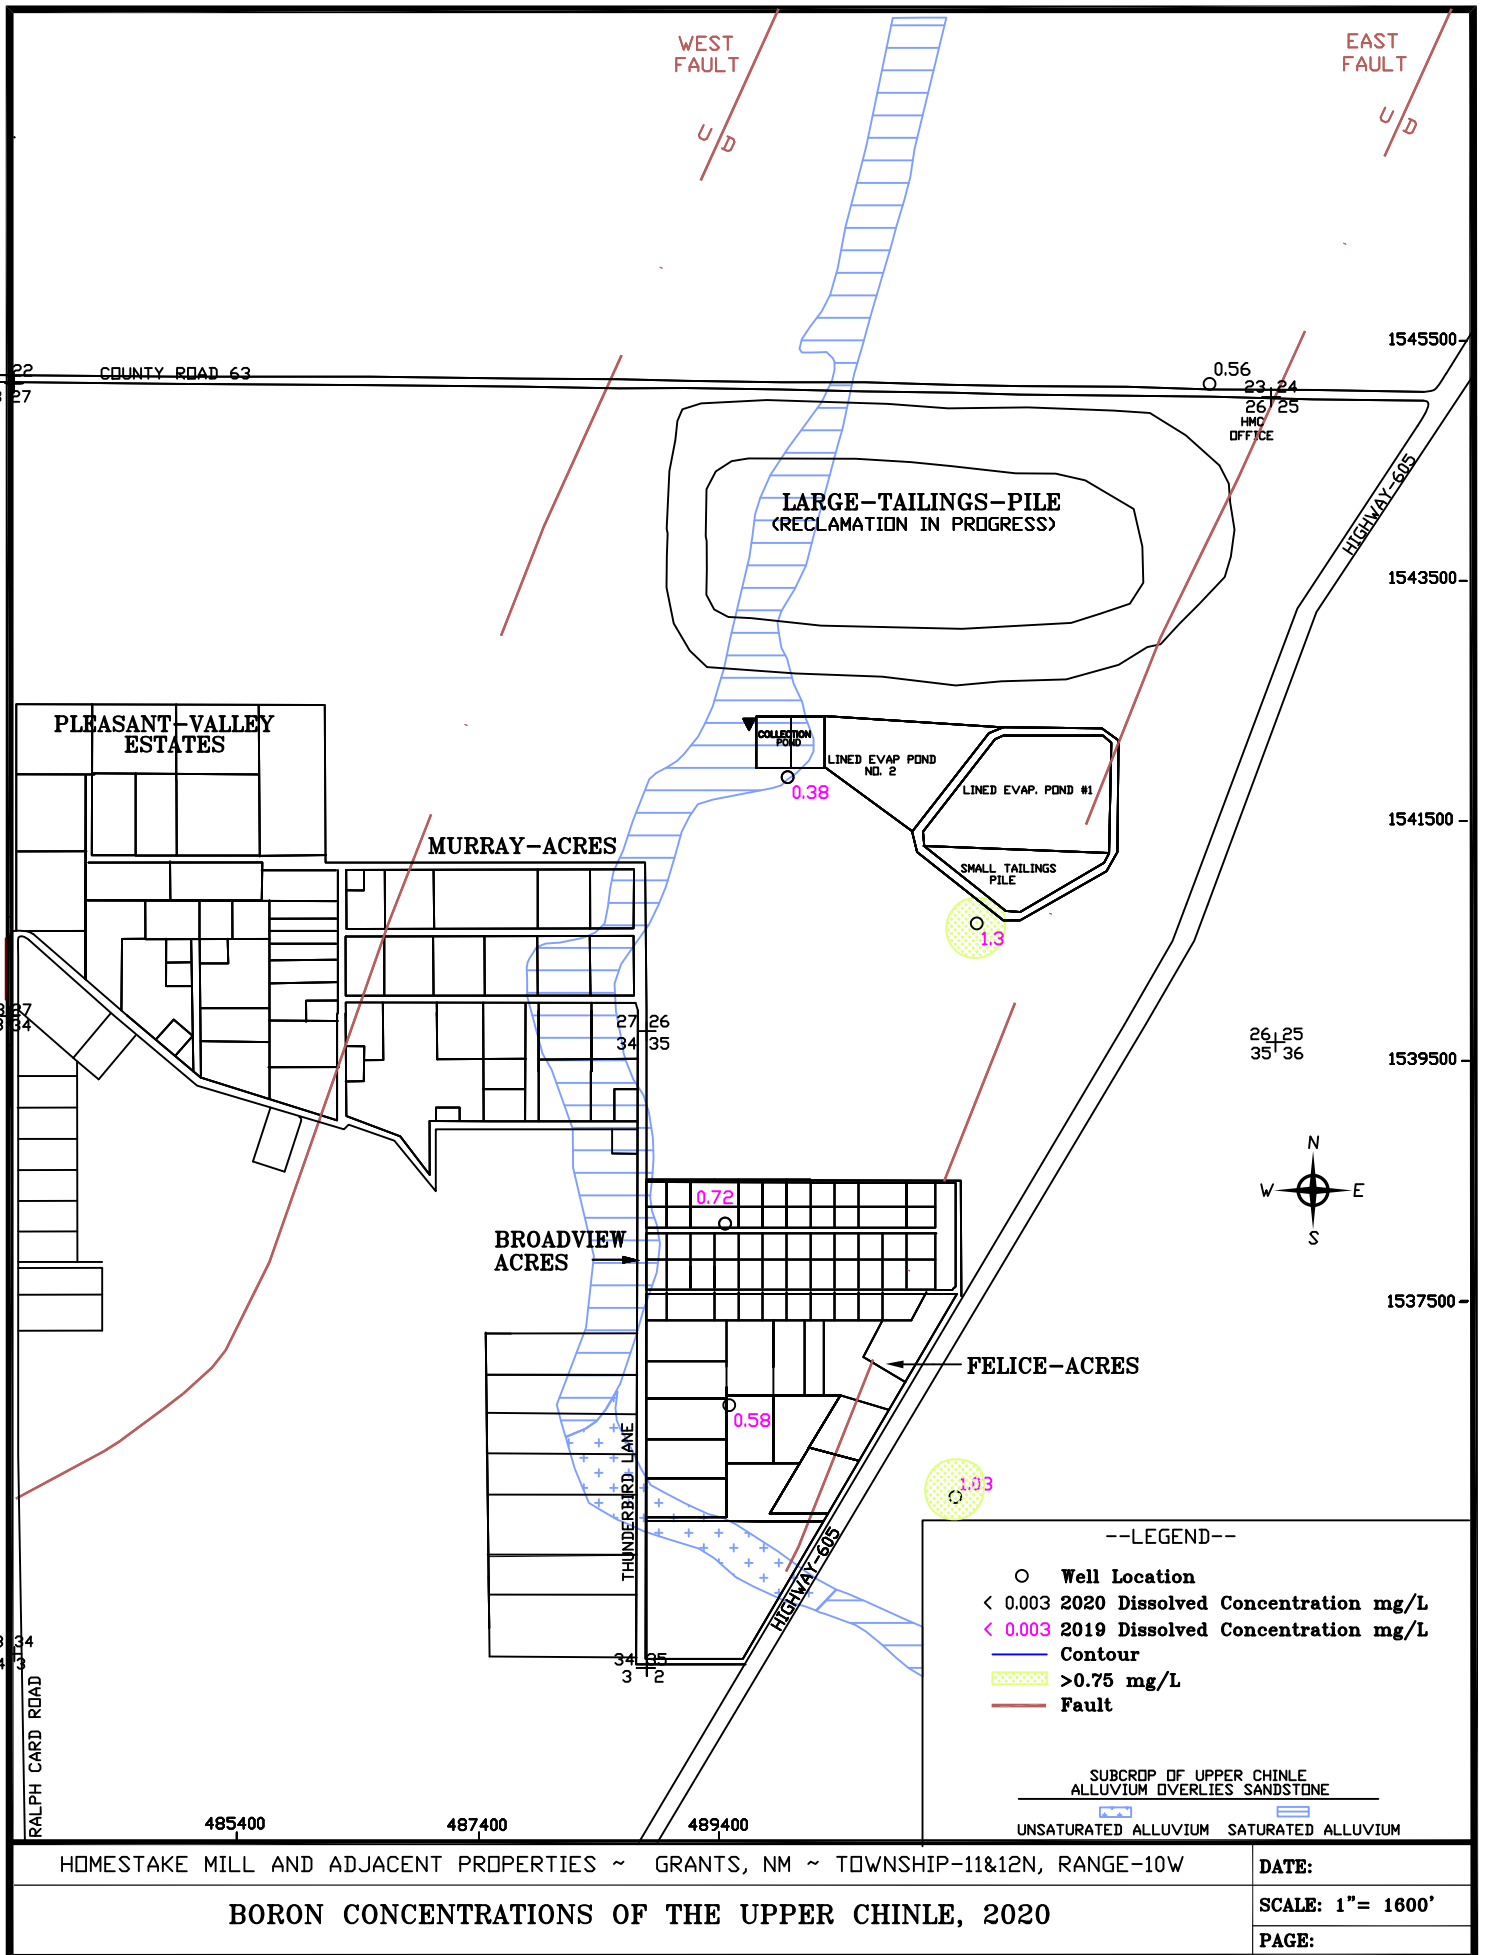 WEST
FAULT
EAST
FAULT
U D
U D
1545500
22
27
COUNTY ROAD 63
0.56
23 24
26 25
HMC
OFFICE
HIGHWAY-605
LARGE-TAILINGS-PILE
(RECLAMATION IN PROGRESS)
1543500
PLEASANT-VALLEY
ESTATES
COLLECTION
POND
LINED EVAP POND
NO. 2
LINED EVAP. POND #1
0.38
1541500
MURRAY-ACRES
SMALL TAILINGS
PILE
1.3
27 26
34 35
26 25
35 36
1539500
N
W E
S
0.72
BROADVIEW
ACRES
1537500
FELICE-ACRES
0.58
THUNDERBIRD LANE
1.03
HIGHWAY-605
--LEGEND--
Well Location
< 0.003 2020 Dissolved Concentration mg/L
< 0.003 2019 Dissolved Concentration mg/L
Contour
>0.75 mg/L
Fault
34 35
3 2
RALPH CARD ROAD
SUBCROP OF UPPER CHINLE
ALLUVIUM OVERLIES SANDSTONE
UNSATURATED ALLUVIUM SATURATED ALLUVIUM
485400 487400 489400
HOMESTAKE MILL AND ADJACENT PROPERTIES ~ GRANTS, NM ~ TOWNSHIP-11&12N, RANGE-10W
DATE:
BORON CONCENTRATIONS OF THE UPPER CHINLE, 2020
SCALE: 1"= 1600'
PAGE: